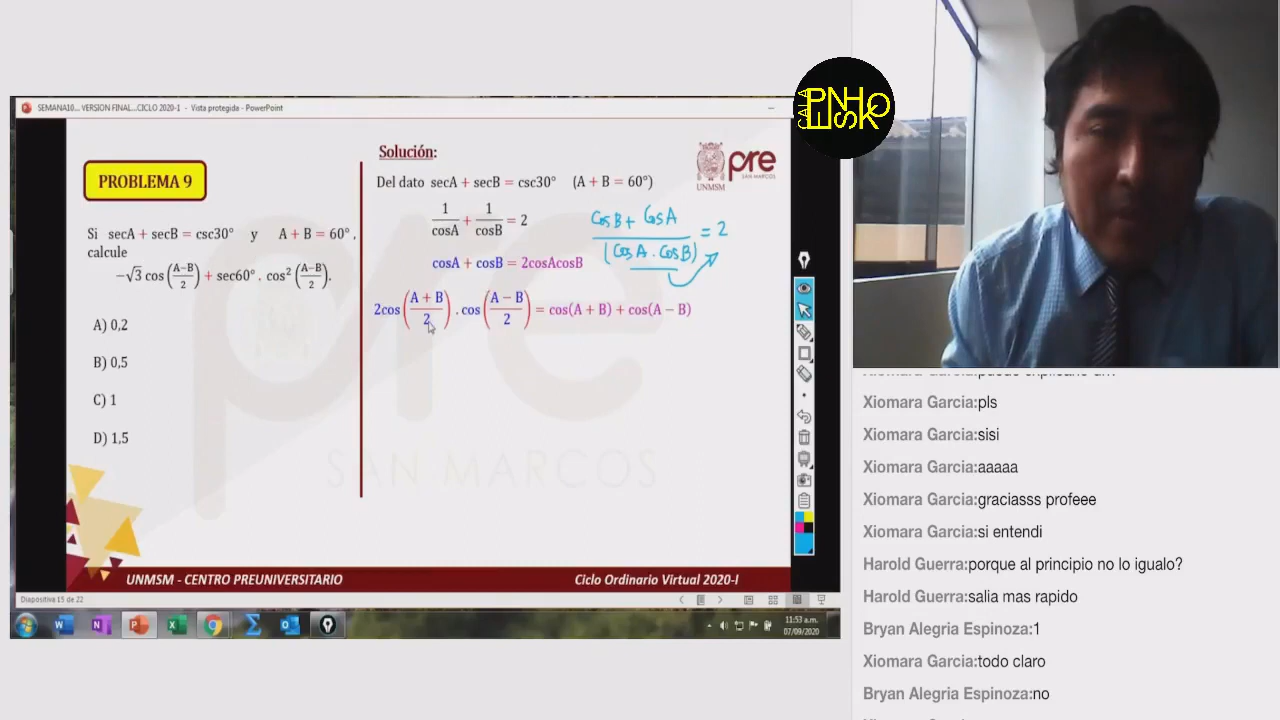 SEMANA10... VERSION FINAL...CICLO 2020-1 - Vista protegida - PowerPoint
PROBLEMA 9
Si secA + secB = csc30° y A + B = 60°,
calcule
−√3 cos((A−B)/2) + sec60° . cos²((A−B)/2).
A) 0,2
B) 0,5
C) 1
D) 1,5
Solución:
Del dato secA + secB = csc30° (A + B = 60°)
1/cosA + 1/cosB = 2
cosA + cosB = 2cosAcosB
2cos((A + B)/2) . cos((A − B)/2) = cos(A + B) + cos(A − B)
CosB + CosA
(CosA . CosB)
= 2
UNMSM
pre
SAN MARCOS
pre
SAN MARCOS
UNMSM - CENTRO PREUNIVERSITARIO
Ciclo Ordinario Virtual 2020-I
Diapositiva 15 de 22
11:53 a.m.
07/09/2020
Xiomara Garcia:pls
Xiomara Garcia:sisi
Xiomara Garcia:aaaaa
Xiomara Garcia:graciasss profeee
Xiomara Garcia:si entendi
Harold Guerra:porque al principio no lo igualo?
Harold Guerra:salia mas rapido
Bryan Alegria Espinoza:1
Xiomara Garcia:todo claro
Bryan Alegria Espinoza:no